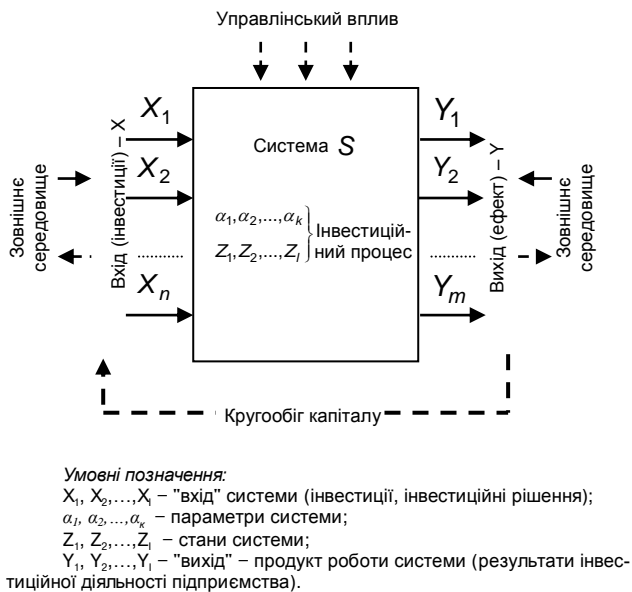 Управлінський вплив
Зовнішнє
середовище
Вхід (інвестиції) – X
X1
X2
Xn
Система S
α1,α2,...,αk
Z1,Z2,...,Zl
} Інвестицій-
ний процес
Y1
Y2
Ym
Вихід (ефект) – Y
Зовнішнє
середовище
Кругообіг капіталу
Умовні позначення:
X1, X2,...,Xl – "вхід" системи (інвестиції, інвестиційні рішення);
α1, α2,...,αк – параметри системи;
Z1, Z2,...,Zl – стани системи;
Y1, Y2,...,Yl – "вихід" – продукт роботи системи (результати інвес-
тиційної діяльності підприємства).